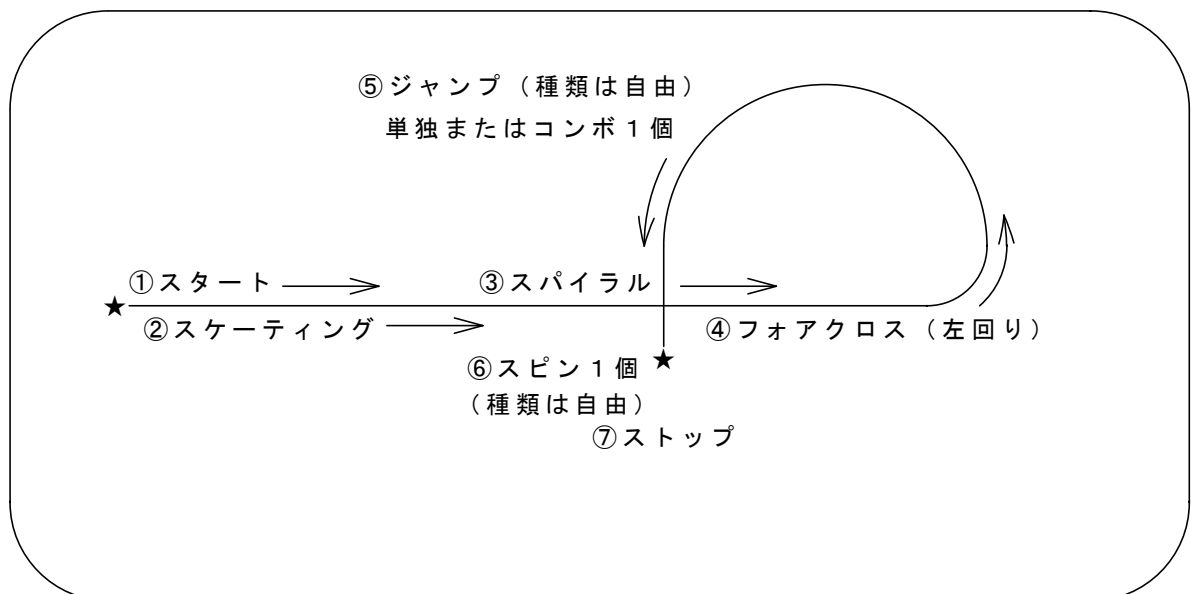 ⑤ジャンプ（種類は自由）
単独またはコンボ１個
①スタート
③スパイラル
②スケーティング
④フォアクロス（左回り）
⑥スピン１個
（種類は自由）
⑦ストップ